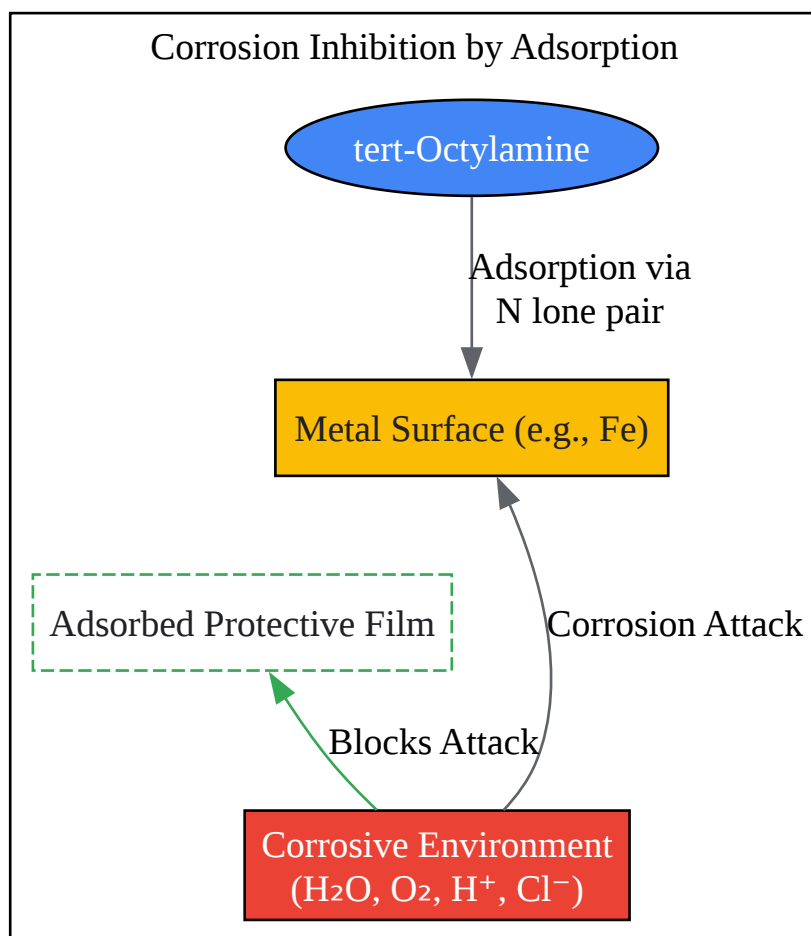 Corrosion Inhibition by Adsorption
tert-Octylamine
Adsorption via
N lone pair
Metal Surface (e.g., Fe)
Adsorbed Protective Film
Corrosion Attack
Blocks Attack
Corrosive Environment
(H₂O, O₂, H⁺, Cl⁻)